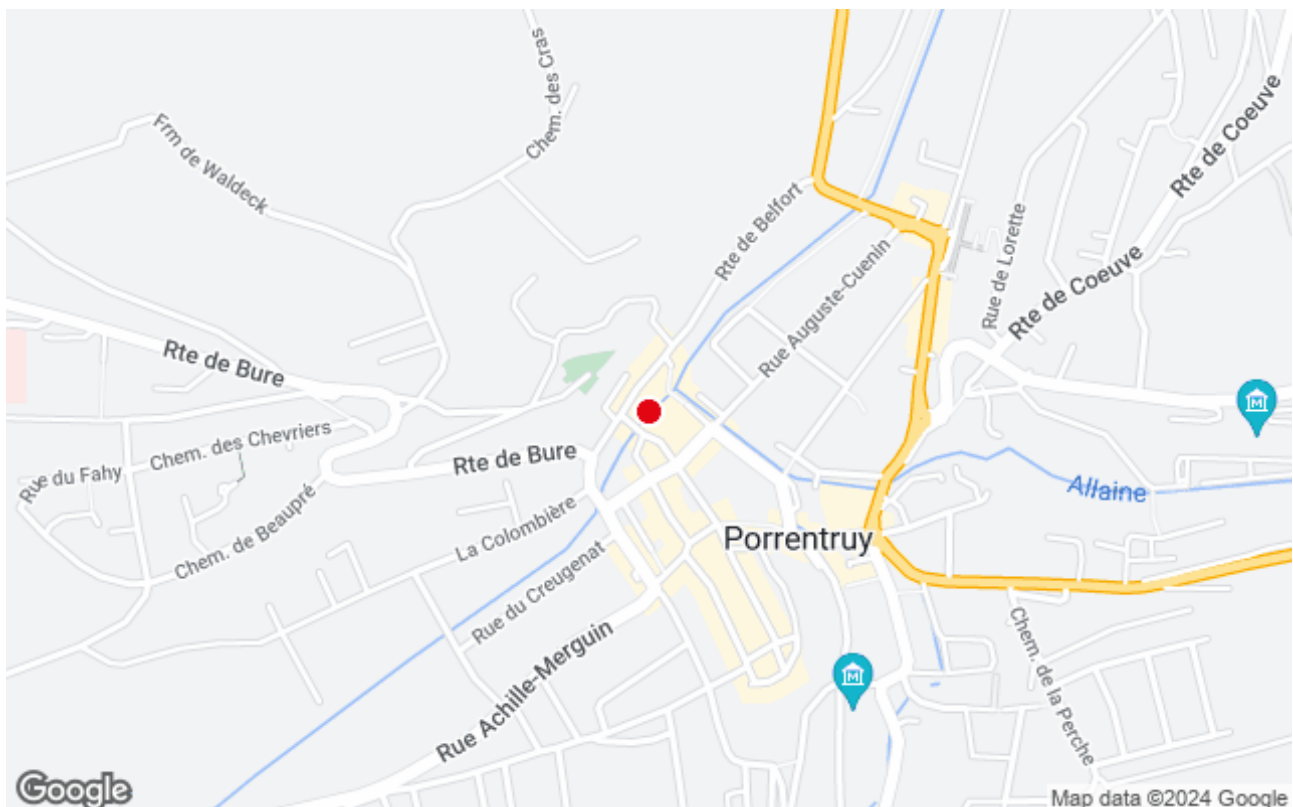 Chem. des Cras
Frm de Waldeck
Rte de Belfort
Rte de Coeuve
Rue Auguste-Cuenin
Rue de Lorette
Rte de Coeuve
Rte de Bure
Chem. des Chevriers
Rue du Fahy
Rte de Bure
M
Allaine
Chem. de Beaupré
La Colombière
Porrentruy
Rue du Creugenat
Rue Achille-Merguin
M
Chem. de la Perche
Google
Map data ©2024 Google